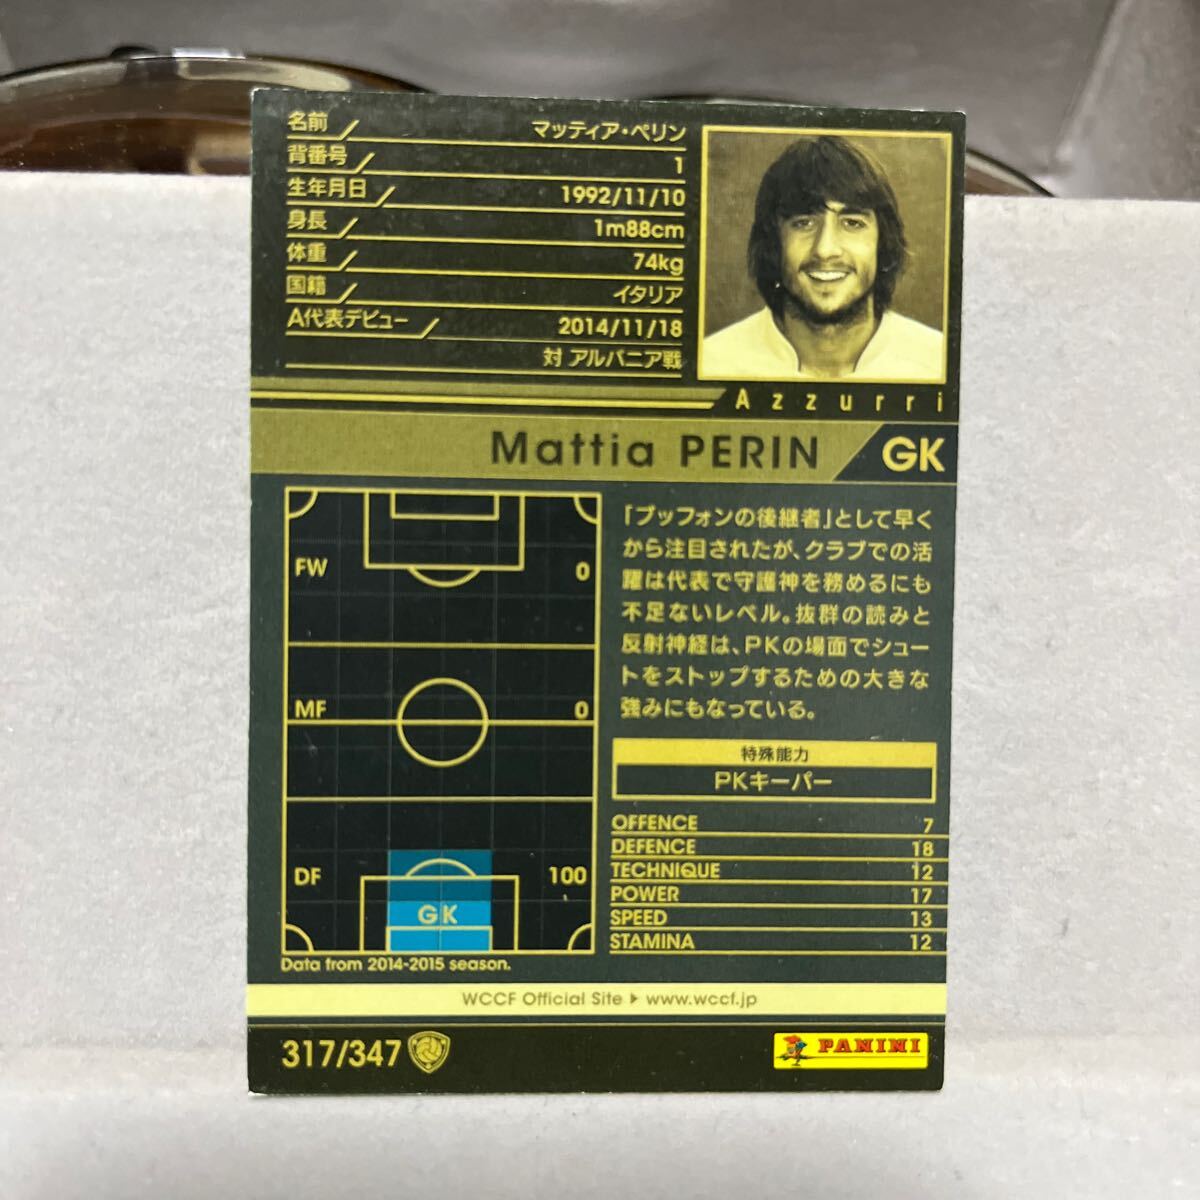 名前 マッティア・ペリン
背番号 1
生年月日 1992/11/10
身長 1m88cm
体重 74kg
国籍 イタリア
A代表デビュー 2014/11/18
対 アルバニア戦
Azzurri
Mattia PERIN GK
FW 0
MF 0
DF 100
GK
Data from 2014-2015 season.
「ブッフォンの後継者」として早く
から注目されたが、クラブでの活
躍は代表で守護神を務めるにも
不足ないレベル。抜群の読みと
反射神経は、PKの場面でシュー
トをストップするための大きな
強みにもなっている。
特殊能力
PKキーパー
OFFENCE 7
DEFENCE 18
TECHNIQUE 12
POWER 17
SPEED 13
STAMINA 12
WCCF Official Site ▶ www.wccf.jp
317/347
PANINI